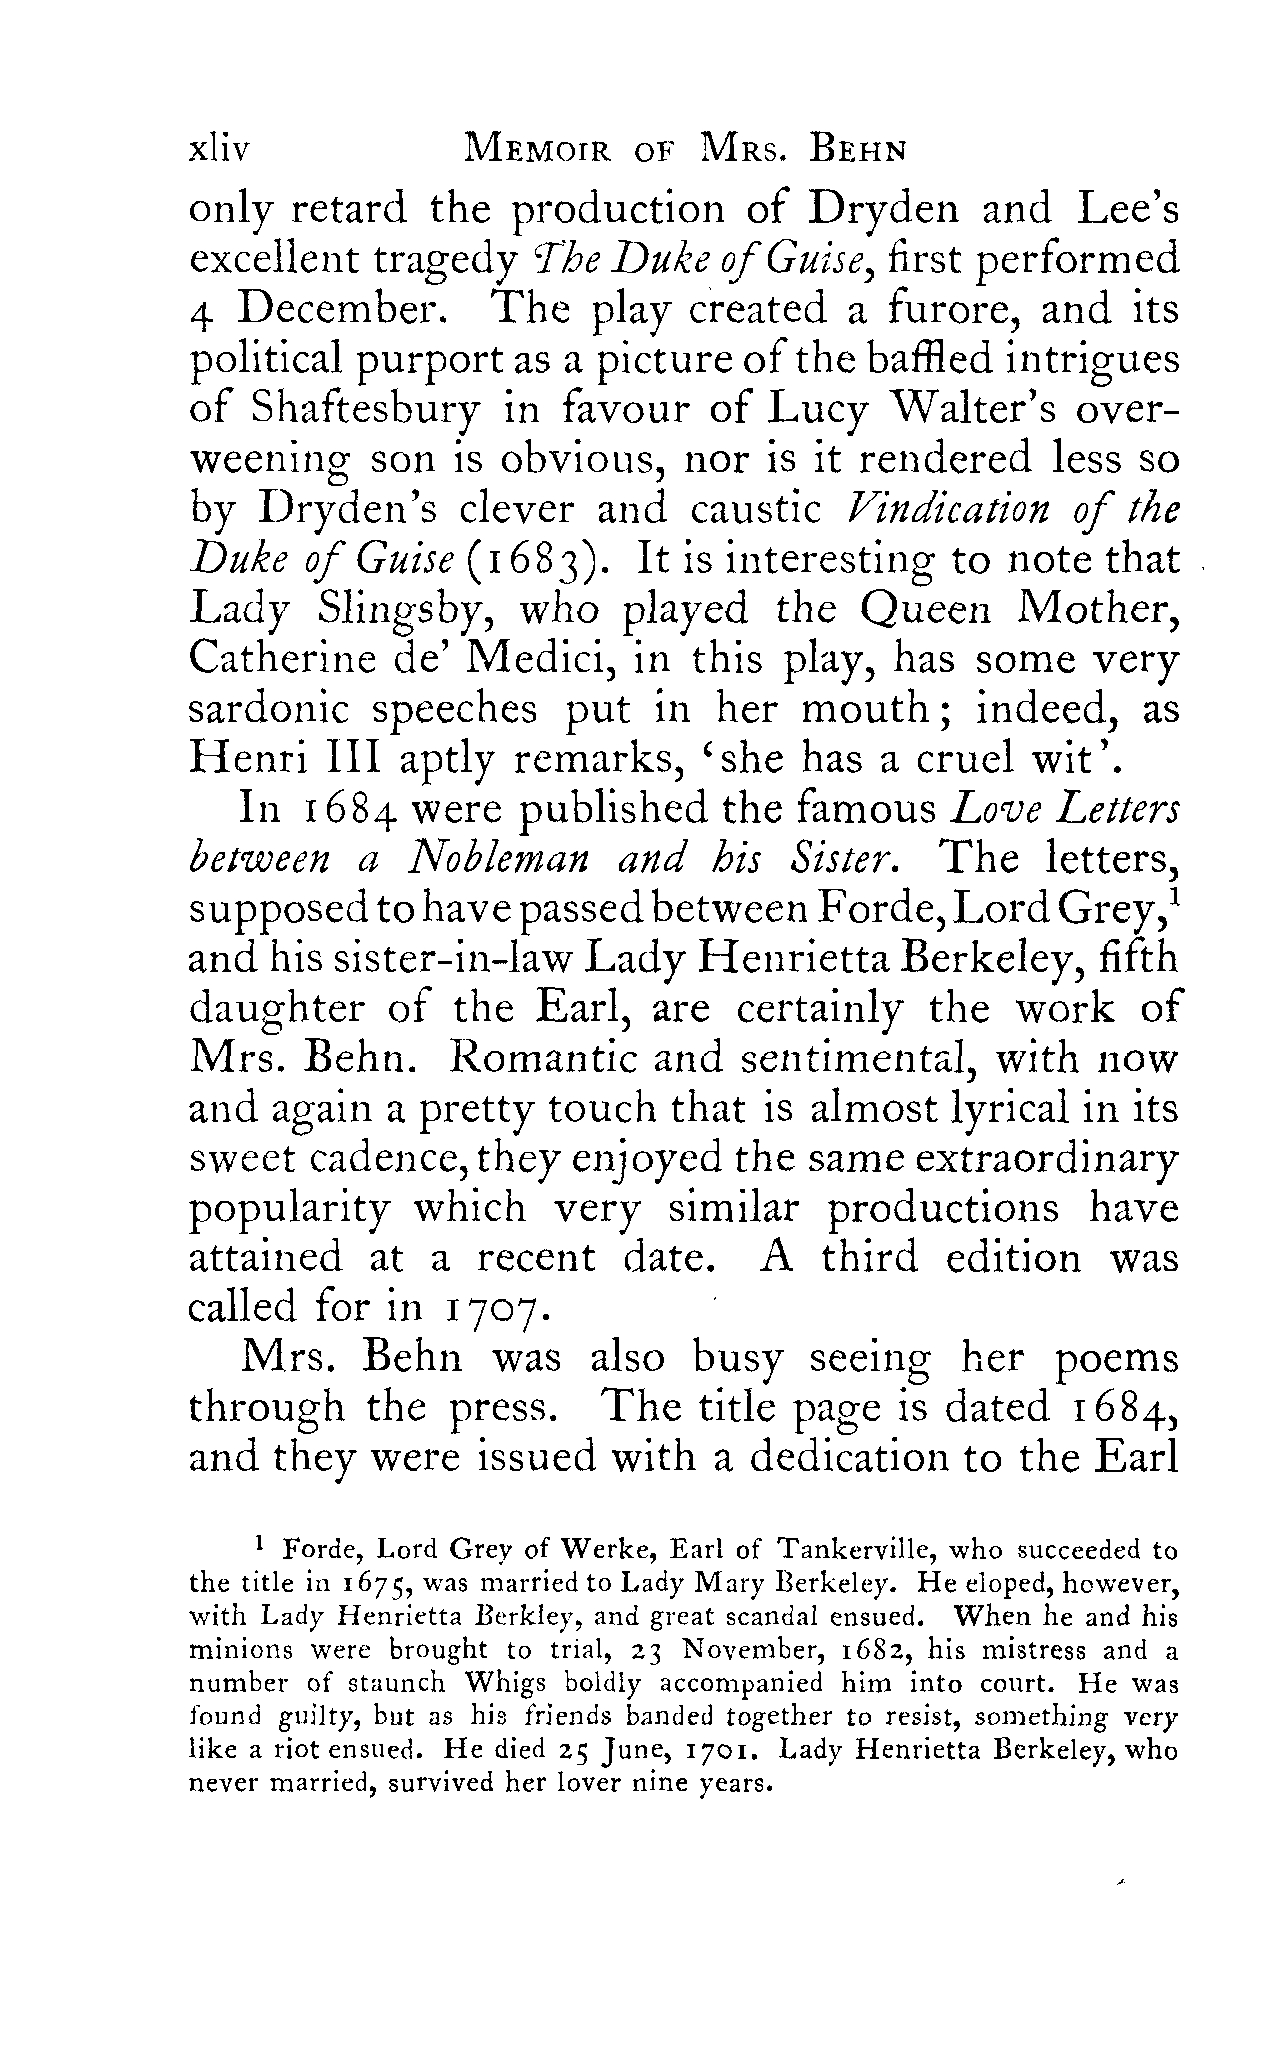 xliv MEMOIR OF MRS. BEHN
only retard the production of Dryden and Lee's
excellent tragedy The Duke of Guise, first performed
4 December. The play created a furore, and its
political purport as a picture of the baffled intrigues
of Shaftesbury in favour of Lucy Walter's over-
weening son is obvious, nor is it rendered less so
by Dryden's clever and caustic Vindication of the
Duke of Guise (1683). It is interesting to note that
Lady Slingsby, who played the Queen Mother,
Catherine de' Medici, in this play, has some very
sardonic speeches put in her mouth; indeed, as
Henri III aptly remarks, ‘she has a cruel wit’.
In 1684 were published the famous Love Letters
between a Nobleman and his Sister. The letters,
supposed to have passed between Forde, Lord Grey,¹
and his sister-in-law Lady Henrietta Berkeley, fifth
daughter of the Earl, are certainly the work of
Mrs. Behn. Romantic and sentimental, with now
and again a pretty touch that is almost lyrical in its
sweet cadence, they enjoyed the same extraordinary
popularity which very similar productions have
attained at a recent date. A third edition was
called for in 1707.
Mrs. Behn was also busy seeing her poems
through the press. The title page is dated 1684,
and they were issued with a dedication to the Earl
¹ Forde, Lord Grey of Werke, Earl of Tankerville, who succeeded to
the title in 1675, was married to Lady Mary Berkeley. He eloped, however,
with Lady Henrietta Berkley, and great scandal ensued. When he and his
minions were brought to trial, 23 November, 1682, his mistress and a
number of staunch Whigs boldly accompanied him into court. He was
found guilty, but as his friends banded together to resist, something very
like a riot ensued. He died 25 June, 1701. Lady Henrietta Berkeley, who
never married, survived her lover nine years.